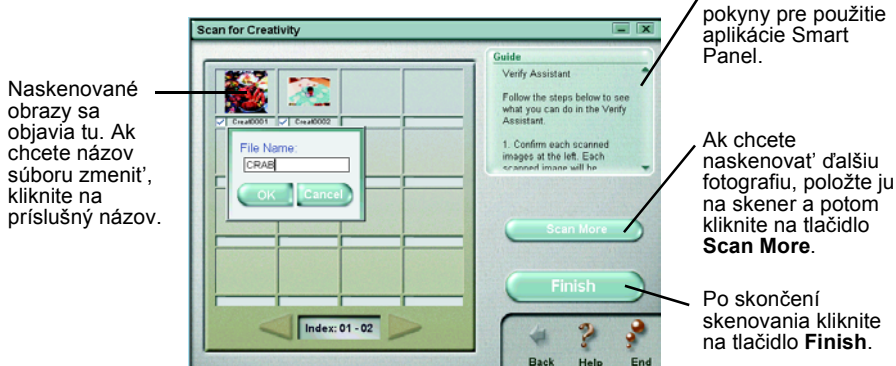 pokyny pre použitie
aplikácie Smart
Panel.
Naskenované
obrazy sa
objavia tu. Ak
chcete názov
súboru zmeniť,
kliknite na
príslušný názov.
Scan for Creativity
Creat0001
Creat0002
File Name:
CRAB
OK
Cancel
Index: 01 - 02
Guide
Verify Assistant
Follow the steps below to see
what you can do in the Verify
Assistant.
1. Confirm each scanned
images at the left. Each
scanned image will be
Scan More
Finish
Back
Help
End
Ak chcete
naskenovať ďalšiu
fotografiu, položte ju
na skener a potom
kliknite na tlačidlo
Scan More.
Po skončení
skenovania kliknite
na tlačidlo Finish.